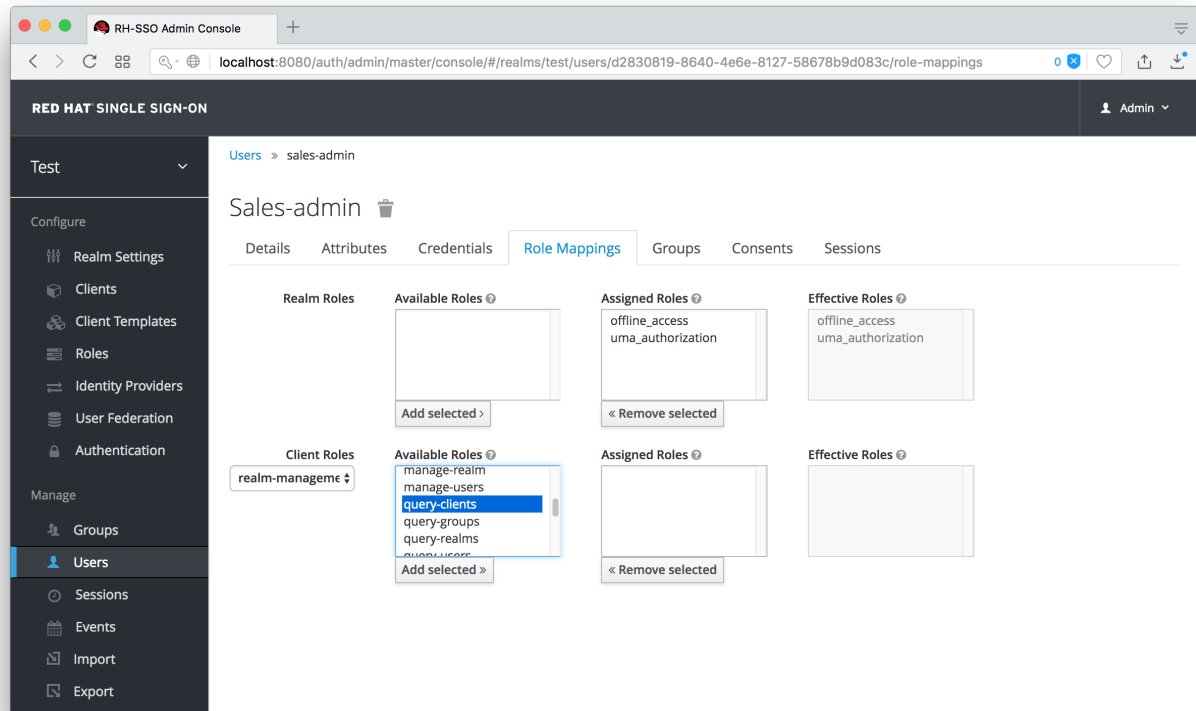 RH-SSO Admin Console
localhost:8080/auth/admin/master/console/#/realms/test/users/d2830819-8640-4e6e-8127-58678b9d083c/role-mappings
0
RED HAT SINGLE SIGN-ON
Admin
Test
Configure
Realm Settings
Clients
Client Templates
Roles
Identity Providers
User Federation
Authentication
Manage
Groups
Users
Sessions
Events
Import
Export
Users » sales-admin
Sales-admin
Details Attributes Credentials Role Mappings Groups Consents Sessions
Realm Roles
Available Roles
Add selected ›
Assigned Roles
offline_access
uma_authorization
« Remove selected
Effective Roles
offline_access
uma_authorization
Client Roles
realm-manageme
Available Roles
manage-realm
manage-users
query-clients
query-groups
query-realms
query-users
Add selected »
Assigned Roles
« Remove selected
Effective Roles